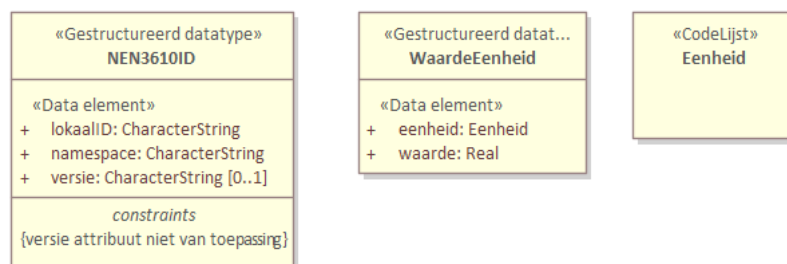 «Gestructureerd datatype»
NEN3610ID
«Data element»
+ lokaalID: CharacterString
+ namespace: CharacterString
+ versie: CharacterString [0..1]
constraints
{versie attribuut niet van toepassing}
«Gestructureerd datat...
WaardeEenheid
«Data element»
+ eenheid: Eenheid
+ waarde: Real
«CodeLijst»
Eenheid